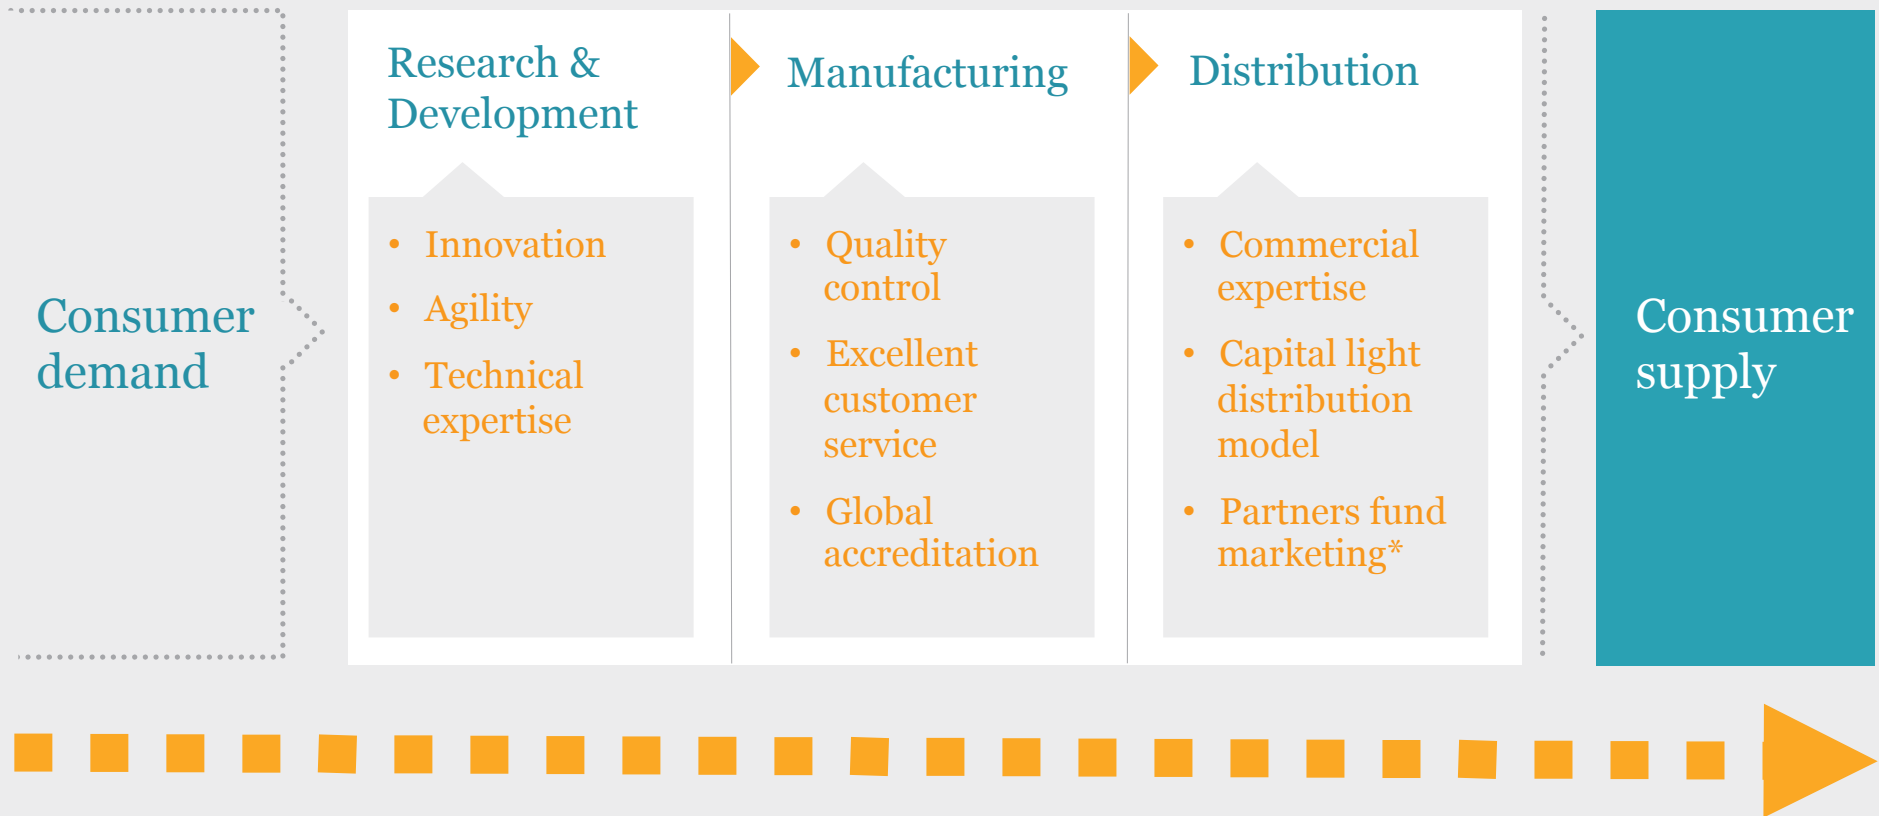 Consumer
demand
Research &
Development
• Innovation
• Agility
• Technical
expertise
Manufacturing
• Quality
control
• Excellent
customer
service
• Global
accreditation
Distribution
• Commercial
expertise
• Capital light
distribution
model
• Partners fund
marketing*
Consumer
supply